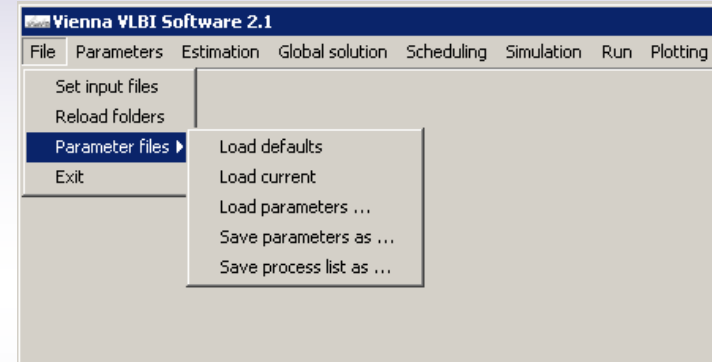 Vienna VLBI Software 2.1
File Parameters Estimation Global solution Scheduling Simulation Run Plotting
Set input files
Reload folders
Parameter files
Exit
Load defaults
Load current
Load parameters ...
Save parameters as ...
Save process list as ...